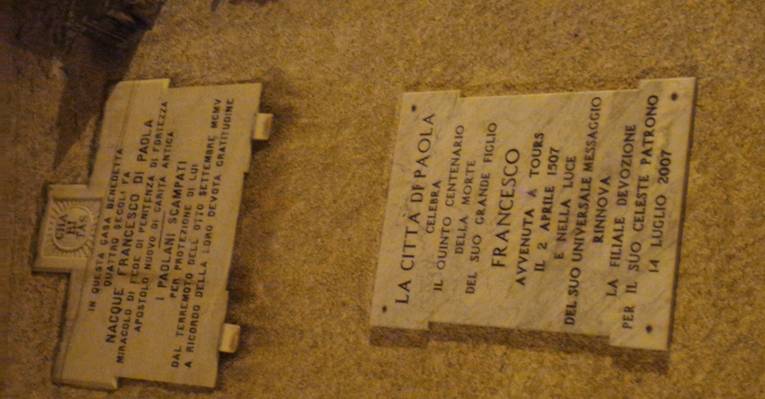 CHA
RI
TAS
IN QUESTA CASA BENEDETTA
QUATTRO SECOLI FA
NACQUE FRANCESCO DI PAOLA
MIRACOLO DI FEDE DI PENITENZA DI FORTEZZA
APOSTOLO NUOVO DI CARITÀ ANTICA
I PAOLANI SCAMPATI
PER PROTEZIONE DI LUI
DAL TERREMOTO DELL'OTTO SETTEMBRE MCMV
A RICORDO DELLA LORO DEVOTA GRATITUDINE
LA CITTÀ DI PAOLA
CELEBRA
IL QUINTO CENTENARIO
DELLA MORTE
DEL SUO GRANDE FIGLIO
FRANCESCO
AVVENUTA A TOURS
IL 2 APRILE 1507
E NELLA LUCE
DEL SUO UNIVERSALE MESSAGGIO
RINNOVA
LA FILIALE DEVOZIONE
PER IL SUO CELESTE PATRONO
14 LUGLIO 2007